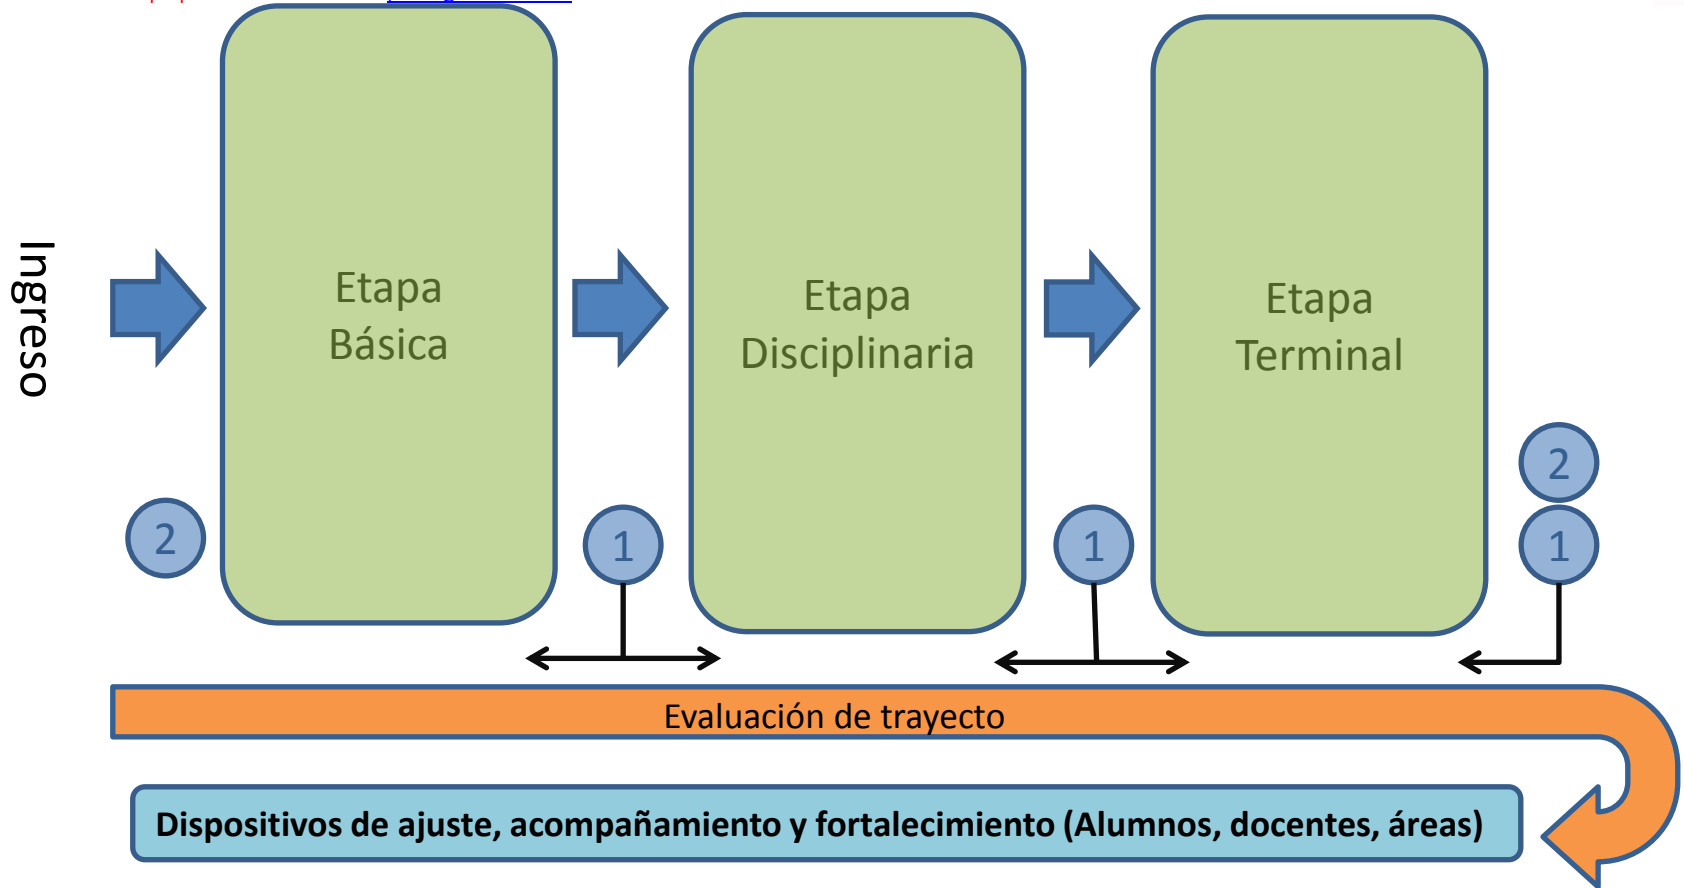 Ingreso
Etapa
Básica
Etapa
Disciplinaria
Etapa
Terminal
2
1
1
2
1
Evaluación de trayecto
Dispositivos de ajuste, acompañamiento y fortalecimiento (Alumnos, docentes, áreas)